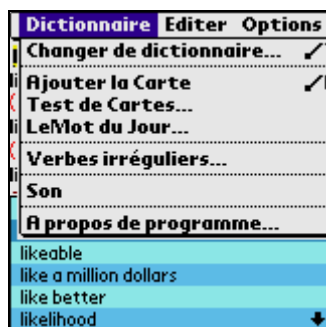 Dictionnaire Editer Options
Changer de dictionnaire...
Ajouter la Carte
Test de Cartes...
LeMot du Jour...
Verbes irréguliers...
Son
A propos de programme...
likeable
like a million dollars
like better
likelihood